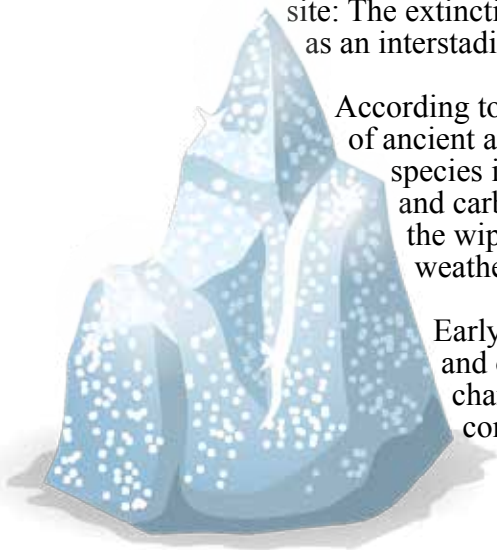 site: The extincti
as an interstadi
According to
of ancient a
species i
and carb
the wip
weathe
Early
and
cha
co